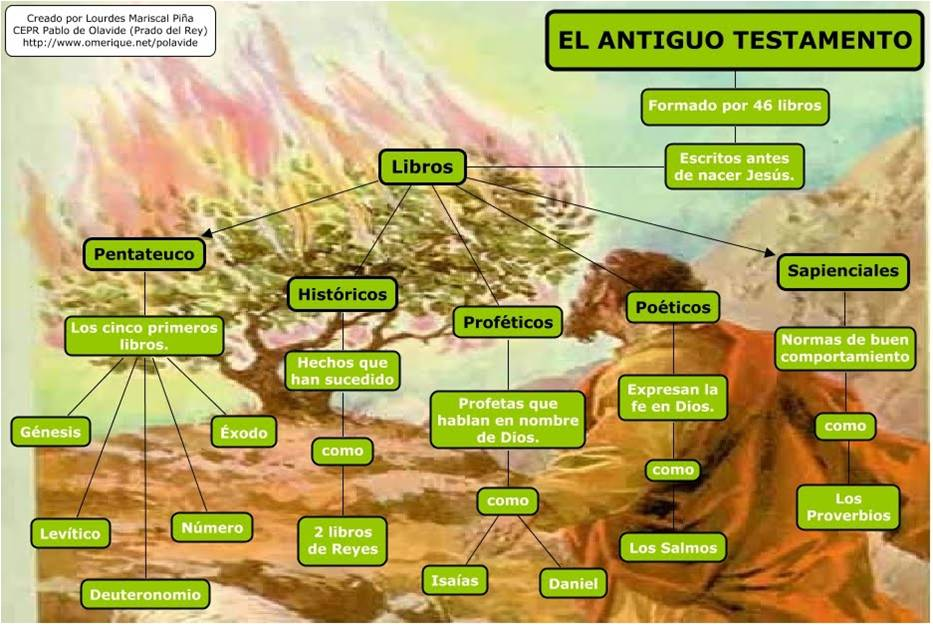 Creado por Lourdes Mariscal Piña
CEPR Pablo de Olavide (Prado del Rey)
http://www.omerique.net/polavide
EL ANTIGUO TESTAMENTO
Formado por 46 libros
Escritos antes
de nacer Jesús.
Libros
Pentateuco
Los cinco primeros
libros.
Génesis
Levítico
Deuteronomio
Número
Éxodo
Históricos
Hechos que
han sucedido
como
2 libros
de Reyes
Proféticos
Profetas que
hablan en nombre
de Dios.
como
Isaías
Daniel
Poéticos
Expresan la
fe en Dios.
como
Los Salmos
Sapienciales
Normas de buen
comportamiento
como
Los
Proverbios